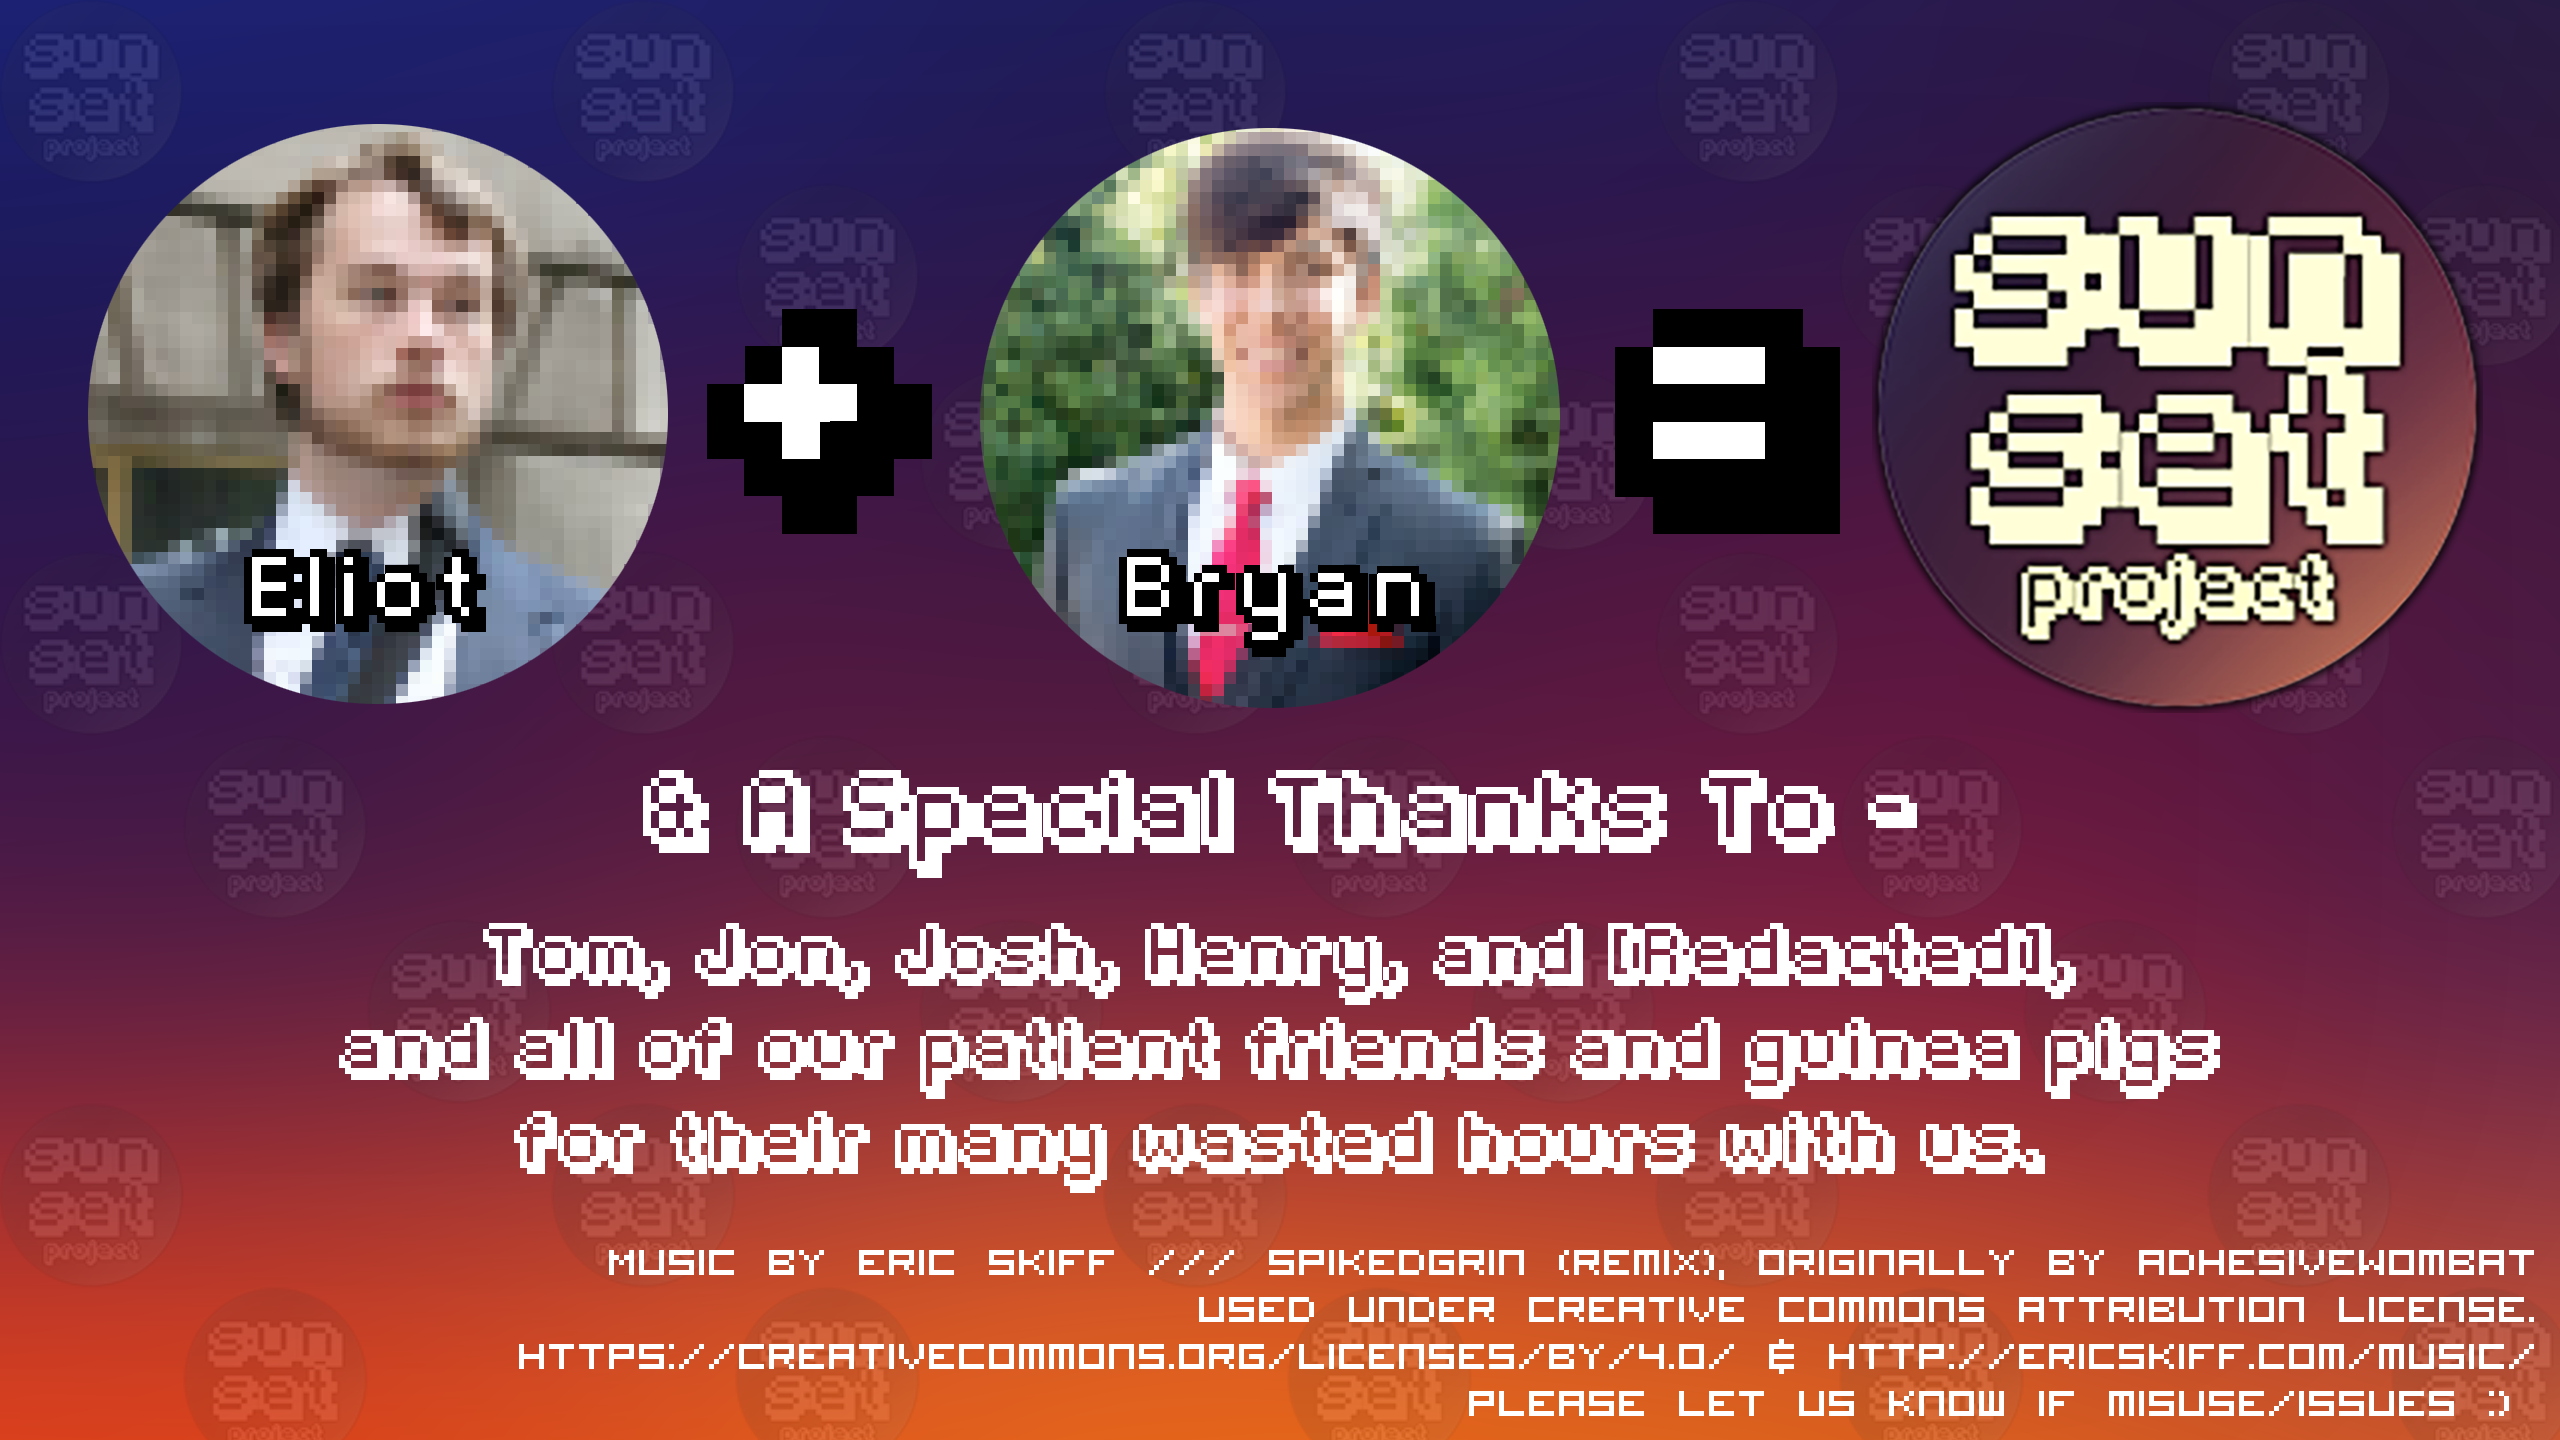 Eliot + Bryan = sun
set
project
& A Special Thanks To -
Tom, Jon, Josh, Henry, and [Redacted],
and all of our patient friends and guinea pigs
for their many wasted hours with us.
MUSIC BY ERIC SKIFF /// SPIKEDGRIN (REMIX), ORIGINALLY BY ADHESIVEWOMBAT
USED UNDER CREATIVE COMMONS ATTRIBUTION LICENSE.
HTTPS://CREATIVECOMMONS.ORG/LICENSES/BY/4.0/ & HTTP://ERICSKIFF.COM/MUSIC/
PLEASE LET US KNOW IF MISUSE/ISSUES :)